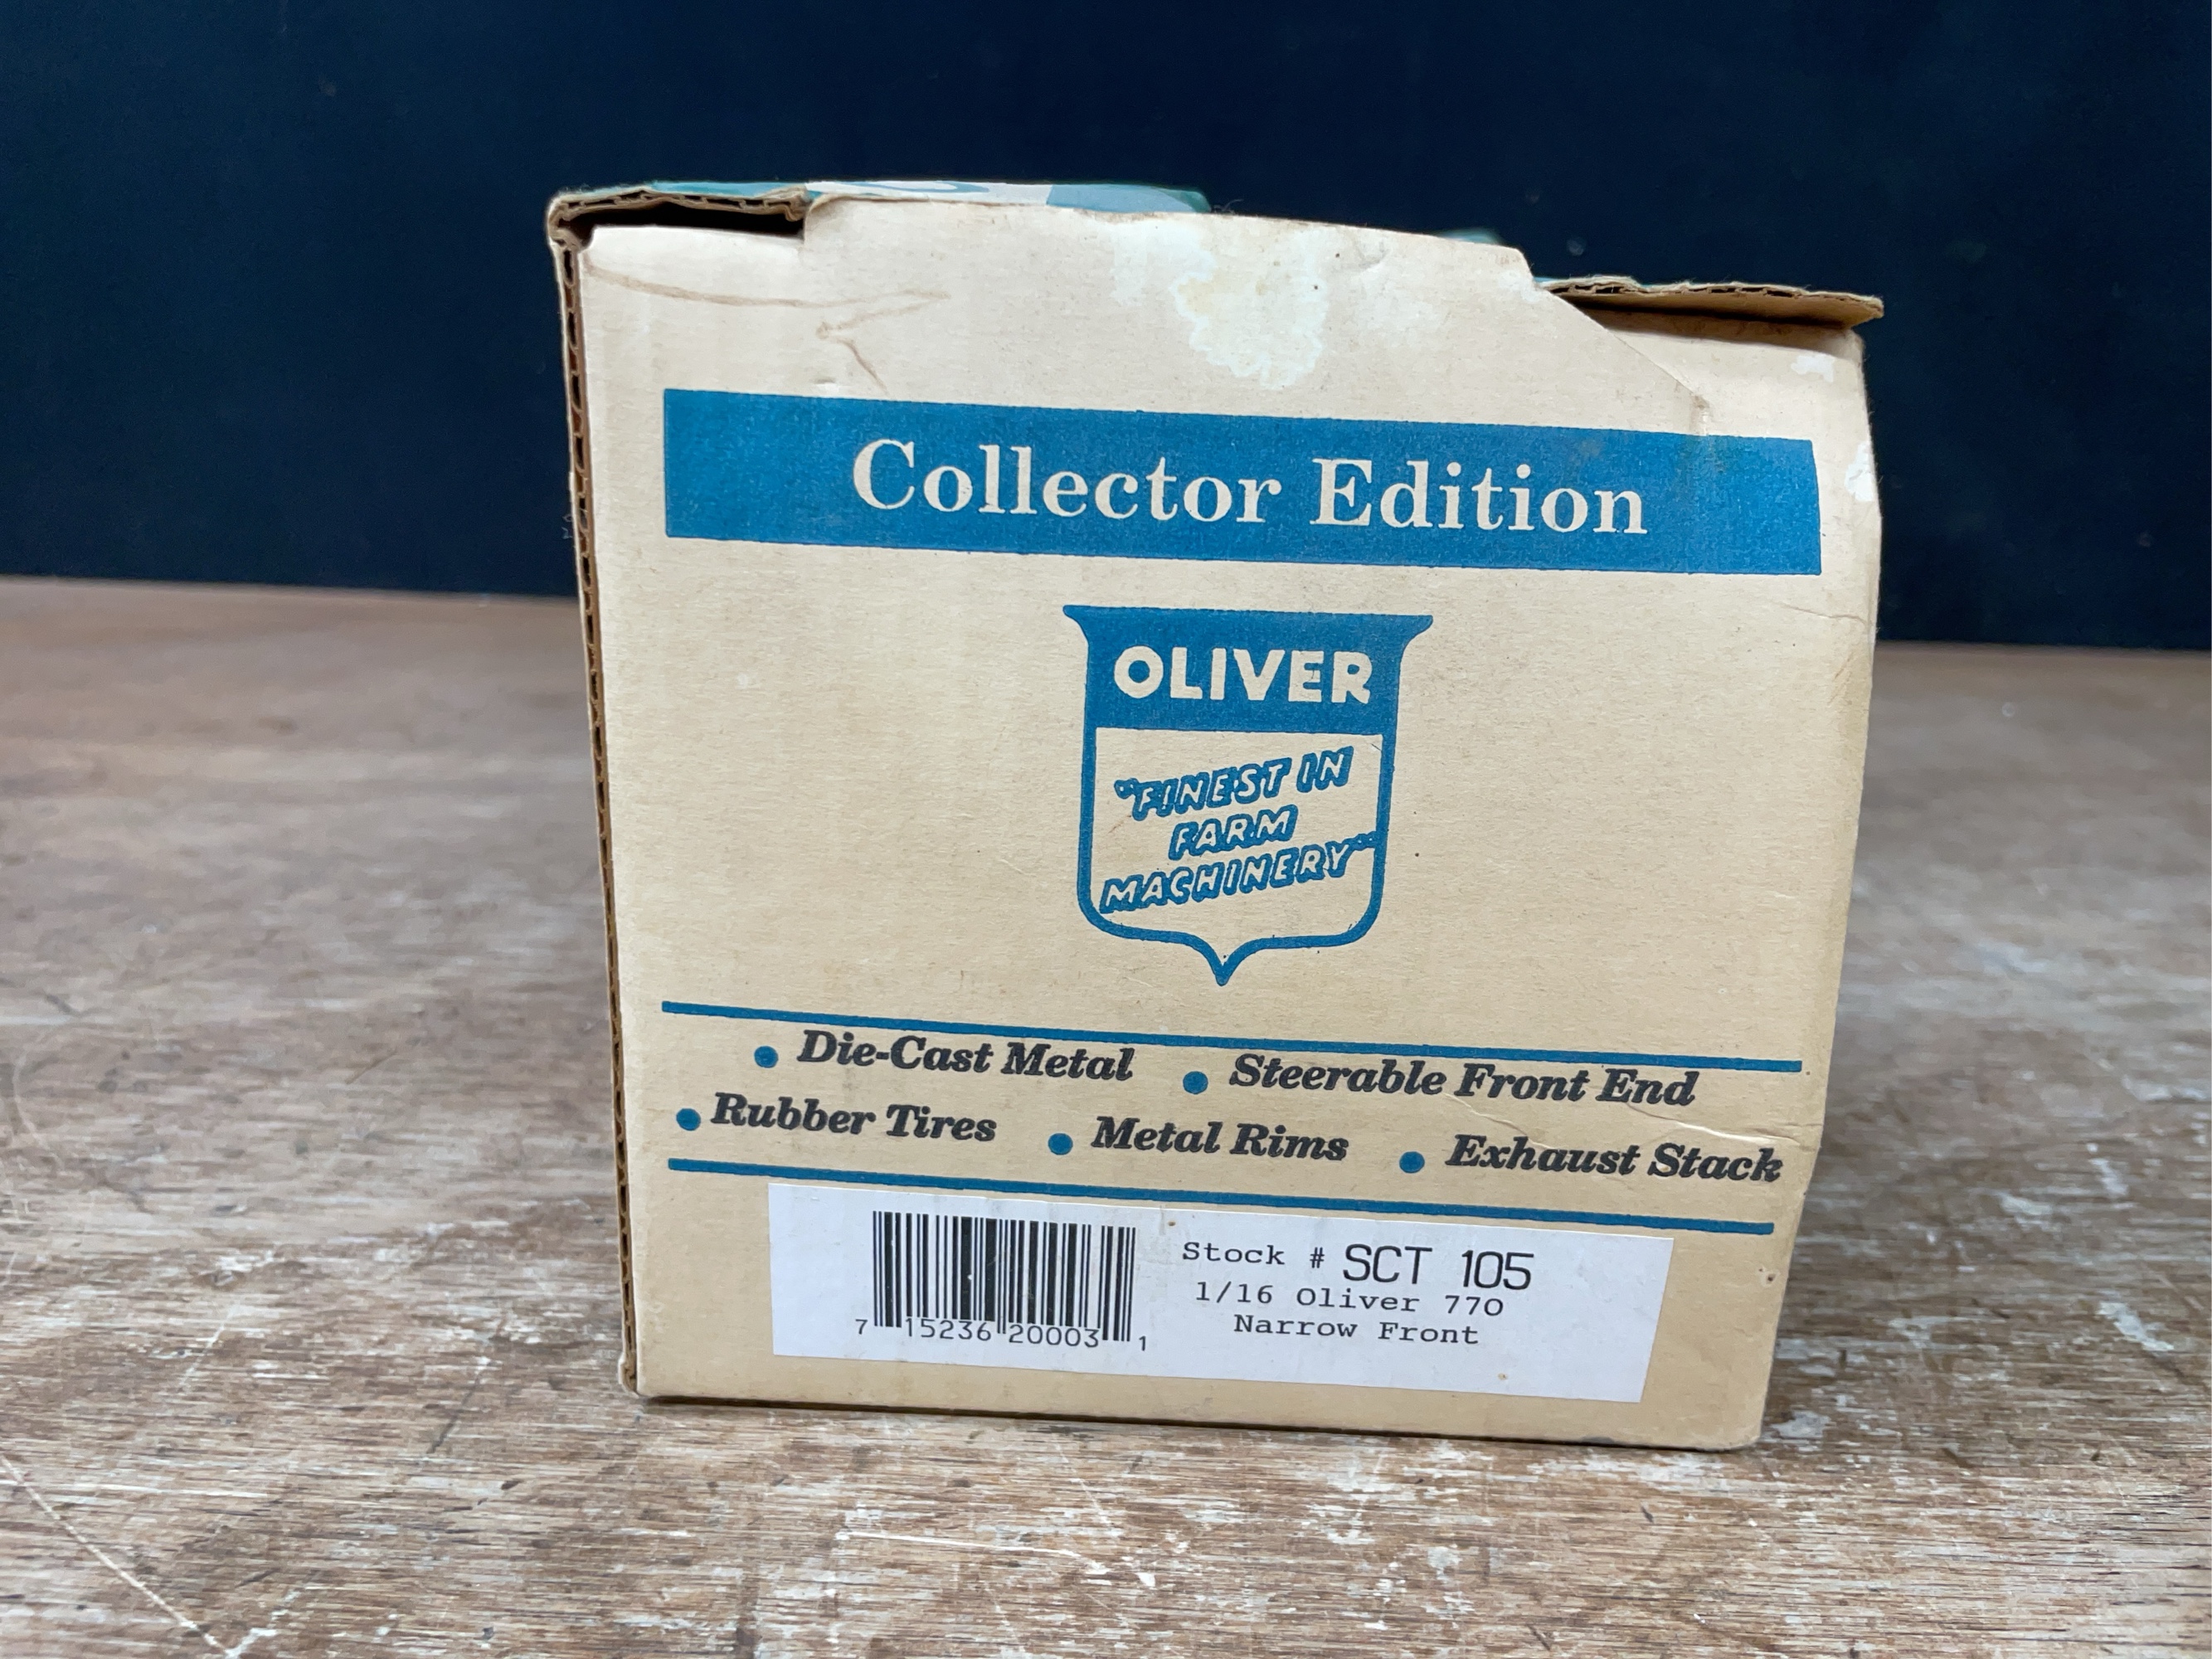 Collector Edition
OLIVER
"FINEST IN
FARM
MACHINERY"
• Die-Cast Metal • Steerable Front End
• Rubber Tires • Metal Rims • Exhaust Stack
Stock # SCT 105
1/16 Oliver 770
Narrow Front
7 15236 20003 1